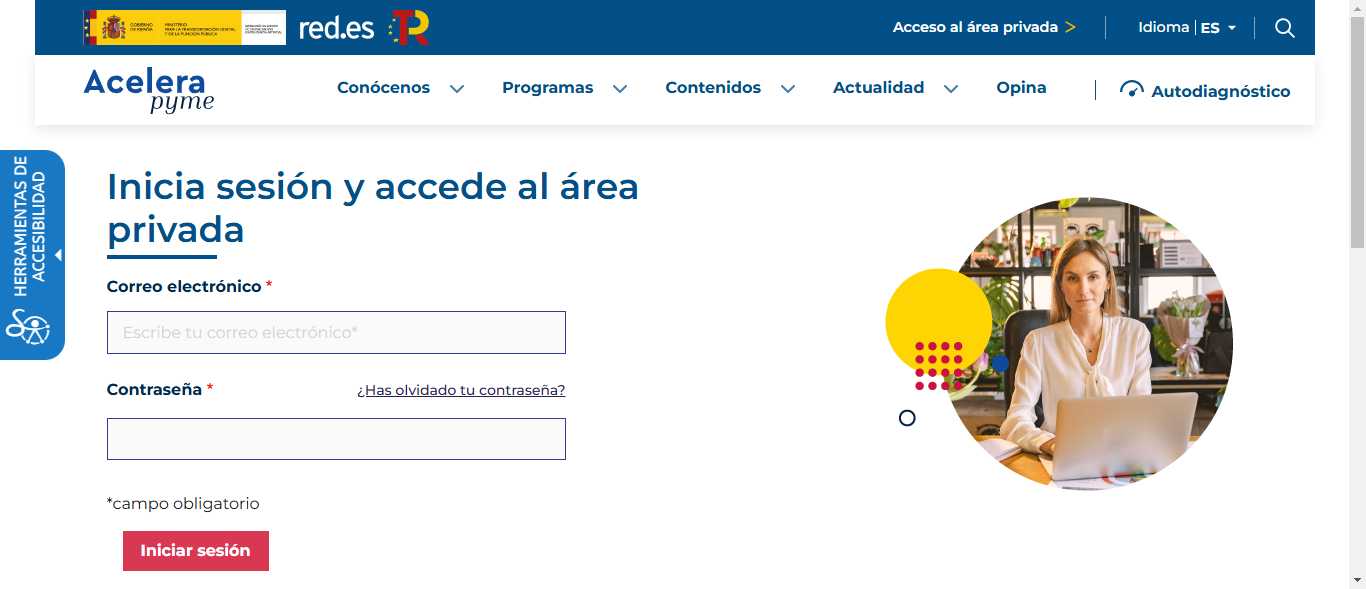 GOBIERNO
DE ESPAÑA
MINISTERIO
PARA LA TRANSFORMACIÓN DIGITAL
Y DE LA FUNCIÓN PÚBLICA
red.es
TR
Acceso al área privada >
Idioma | ES
Acelera
pyme
Conócenos
Programas
Contenidos
Actualidad
Opina
Autodiagnóstico
HERRAMIENTAS DE
ACCESIBILIDAD
Inicia sesión y accede al área
privada
Correo electrónico *
Escribe tu correo electrónico*
Contraseña *
¿Has olvidado tu contraseña?
*campo obligatorio
Iniciar sesión